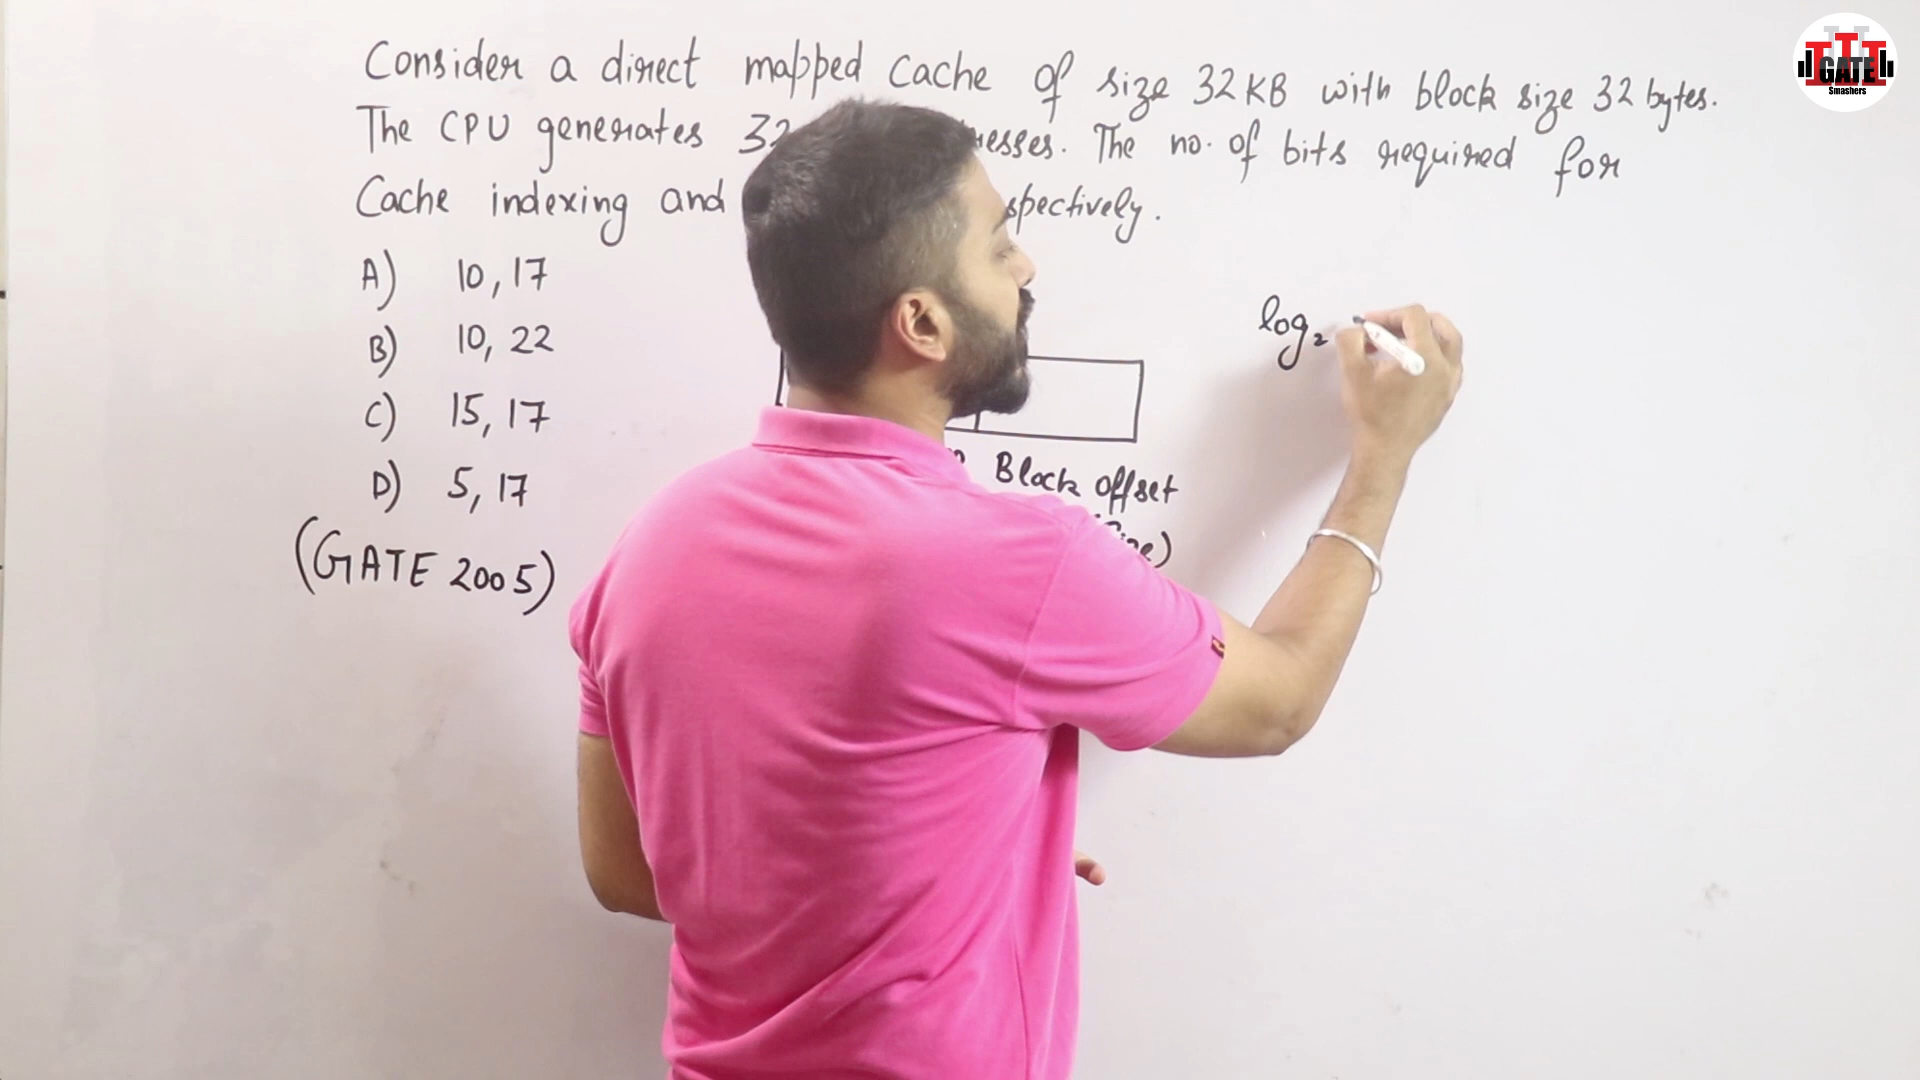 Consider a direct mapped cache of size 32 KB with block size 32 bytes.
The CPU generates 32 The no. of bits required for
Cache indexing and
A) 10, 17
B) 10, 22
C) 15, 17
D) 5, 17
(GATE 2005)
log₂
Block offset
GATE
Smashers